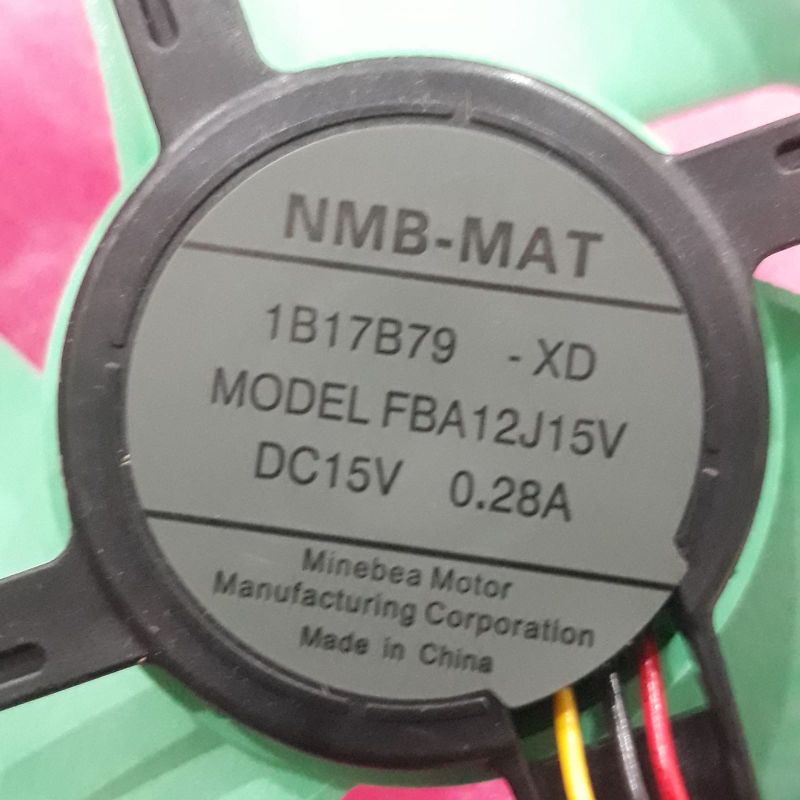 NMB-MAT
1B17B79 -XD
MODEL FBA12J15V
DC15V 0.28A
Minebea Motor
Manufacturing Corporation
Made in China